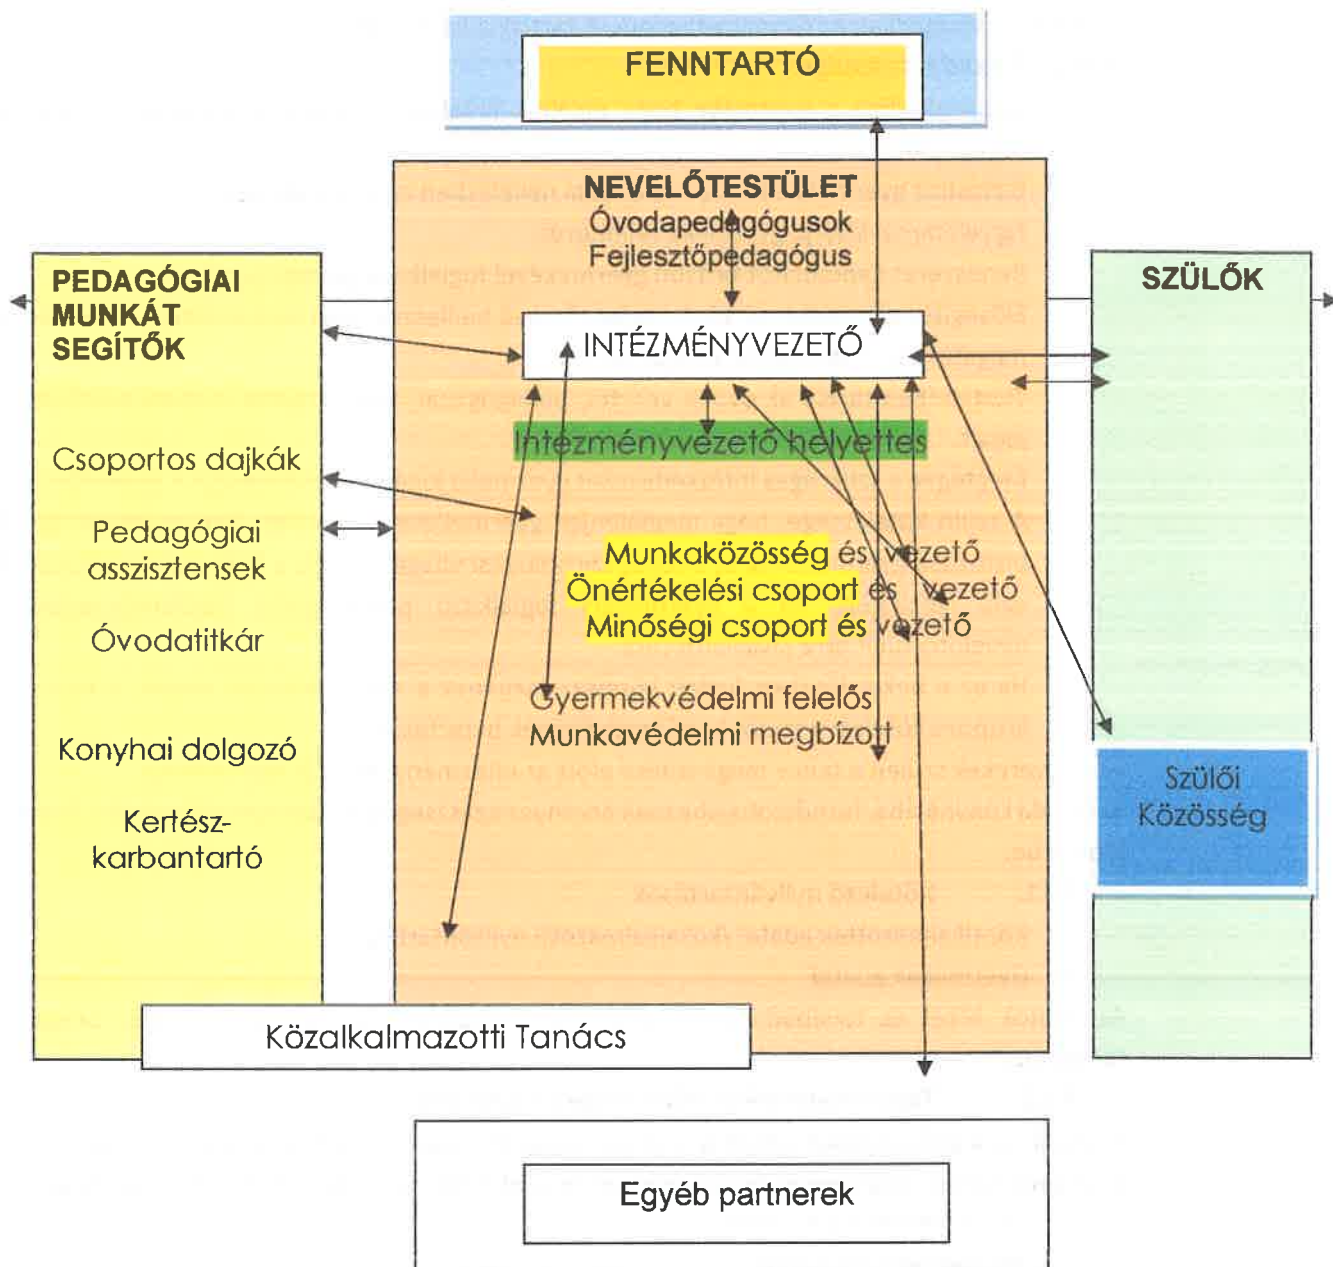 FENNTARTÓ
NEVELŐTESTÜLET
Óvodapedagógusok
Fejlesztőpedagógus
INTÉZMÉNYVEZETŐ
Intézményvezető helyettes
Munkaközösség és vezető
Önértékelési csoport és vezető
Minőségi csoport és vezető
Gyermekvédelmi felelős
Munkavédelmi megbízott
PEDAGÓGIAI
MUNKÁT
SEGÍTŐK
Csoportos dajkák
Pedagógiai
asszisztensek
Óvodatitkár
Konyhai dolgozó
Kertész-
karbantartó
SZÜLŐK
Szülői
Közösség
Közalkalmazotti Tanács
Egyéb partnerek